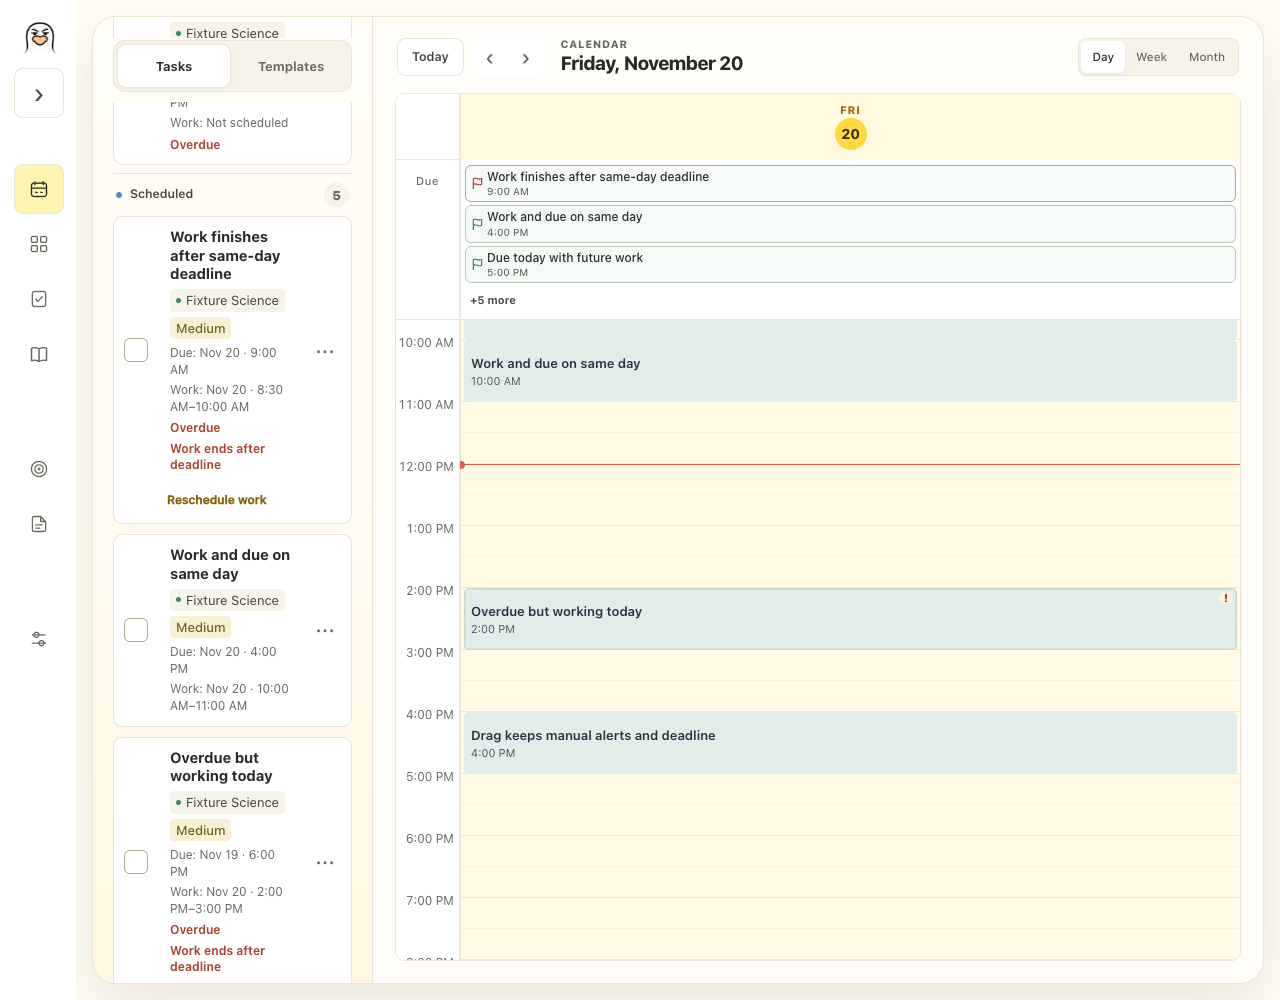 Fixture Science
Tasks
Templates
PM
Work: Not scheduled
Overdue
Scheduled
5
Work finishes
after same-day
deadline
Fixture Science
Medium
Due: Nov 20 · 9:00
AM
Work: Nov 20 · 8:30
AM–10:00 AM
Overdue
Work ends after
deadline
Reschedule work
Work and due on
same day
Fixture Science
Medium
Due: Nov 20 · 4:00
PM
Work: Nov 20 · 10:00
AM–11:00 AM
Overdue but
working today
Fixture Science
Medium
Due: Nov 19 · 6:00
PM
Work: Nov 20 · 2:00
PM–3:00 PM
Overdue
Work ends after
deadline
Today
CALENDAR
Friday, November 20
Day
Week
Month
FRI
20
Due
Work finishes after same-day deadline
9:00 AM
Work and due on same day
4:00 PM
Due today with future work
5:00 PM
+5 more
10:00 AM
Work and due on same day
10:00 AM
11:00 AM
12:00 PM
1:00 PM
2:00 PM
Overdue but working today
!
2:00 PM
3:00 PM
4:00 PM
Drag keeps manual alerts and deadline
4:00 PM
5:00 PM
6:00 PM
7:00 PM